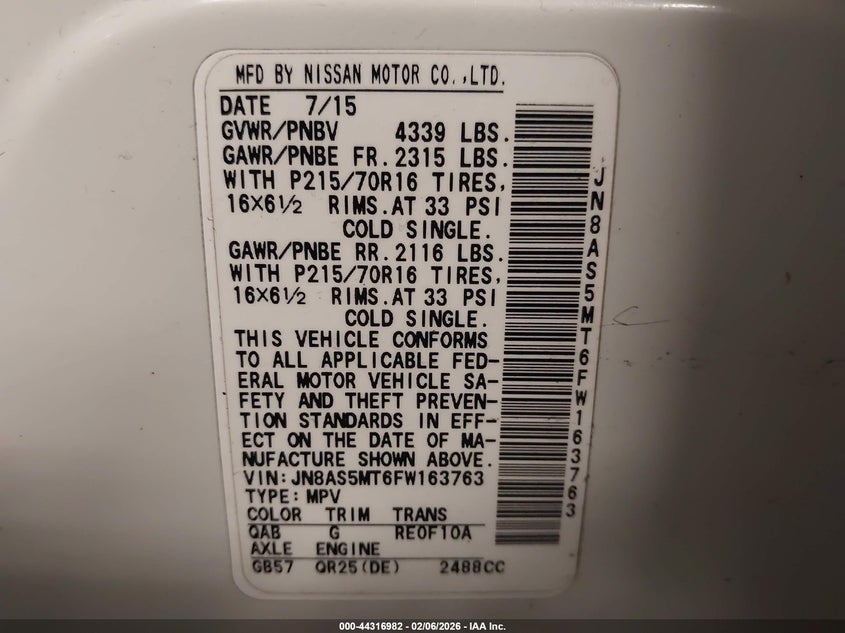 MFD BY NISSAN MOTOR CO.,LTD.
DATE 7/15
GVWR/PNBV 4339 LBS.
GAWR/PNBE FR. 2315 LBS.
WITH P215/70R16 TIRES,
16X6½ RIMS. AT 33 PSI
COLD SINGLE.
GAWR/PNBE RR. 2116 LBS.
WITH P215/70R16 TIRES,
16X6½ RIMS. AT 33 PSI
COLD SINGLE.
THIS VEHICLE CONFORMS
TO ALL APPLICABLE FED-
ERAL MOTOR VEHICLE SA-
FETY AND THEFT PREVEN-
TION STANDARDS IN EFF-
ECT ON THE DATE OF MA-
NUFACTURE SHOWN ABOVE.
VIN: JN8AS5MT6FW163763
TYPE: MPV
COLOR TRIM TRANS
QAB G RE0F10A
AXLE ENGINE
GB57 QR25(DE) 2488CC
JN8AS5MT6FW163763
000-44316982 - 02/06/2026 - IAA Inc.